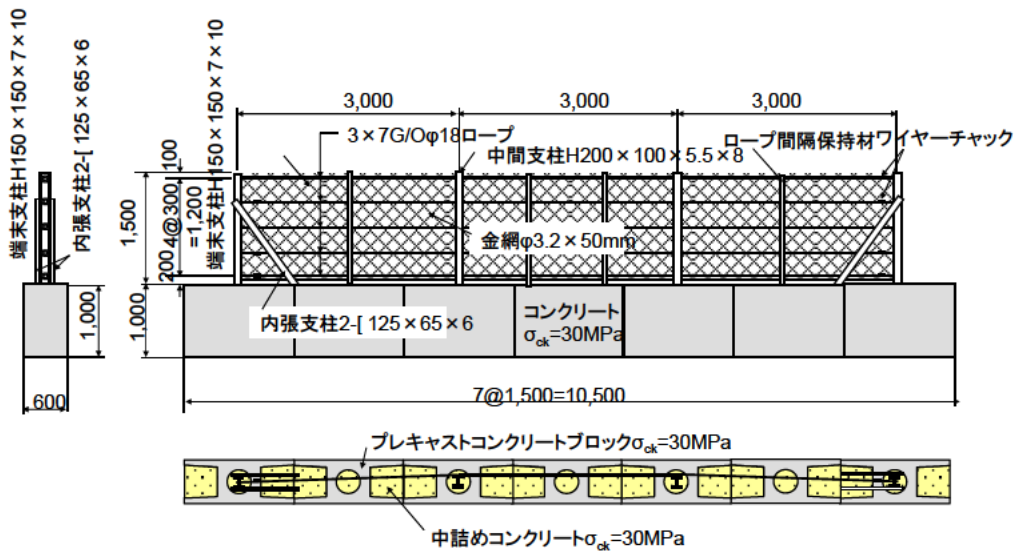 端末支柱H150×150×7×10
内張支柱2-[ 125×65×6
1,500
100
4@300
=1,200
200
端末支柱H150×150×7×10
3,000
3,000
3,000
3×7G/Oφ18ロープ
中間支柱H200×100×5.5×8
ロープ間隔保持材
ワイヤーチャック
金網φ3.2×50mm
内張支柱2-[ 125×65×6
コンクリート
σck=30MPa
1,000
1,000
600
7@1,500=10,500
プレキャストコンクリートブロックσck=30MPa
中詰めコンクリートσck=30MPa